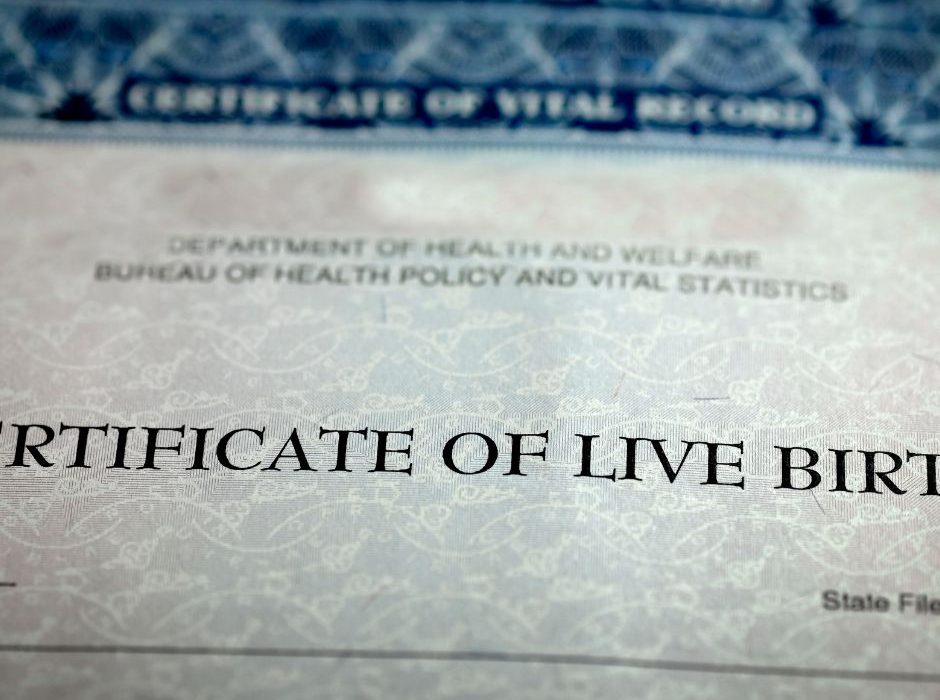 CERTIFICATE OF VITAL RECORD
DEPARTMENT OF HEALTH AND WELFARE
BUREAU OF HEALTH POLICY AND VITAL STATISTICS
ERTIFICATE OF LIVE BIRT
State File